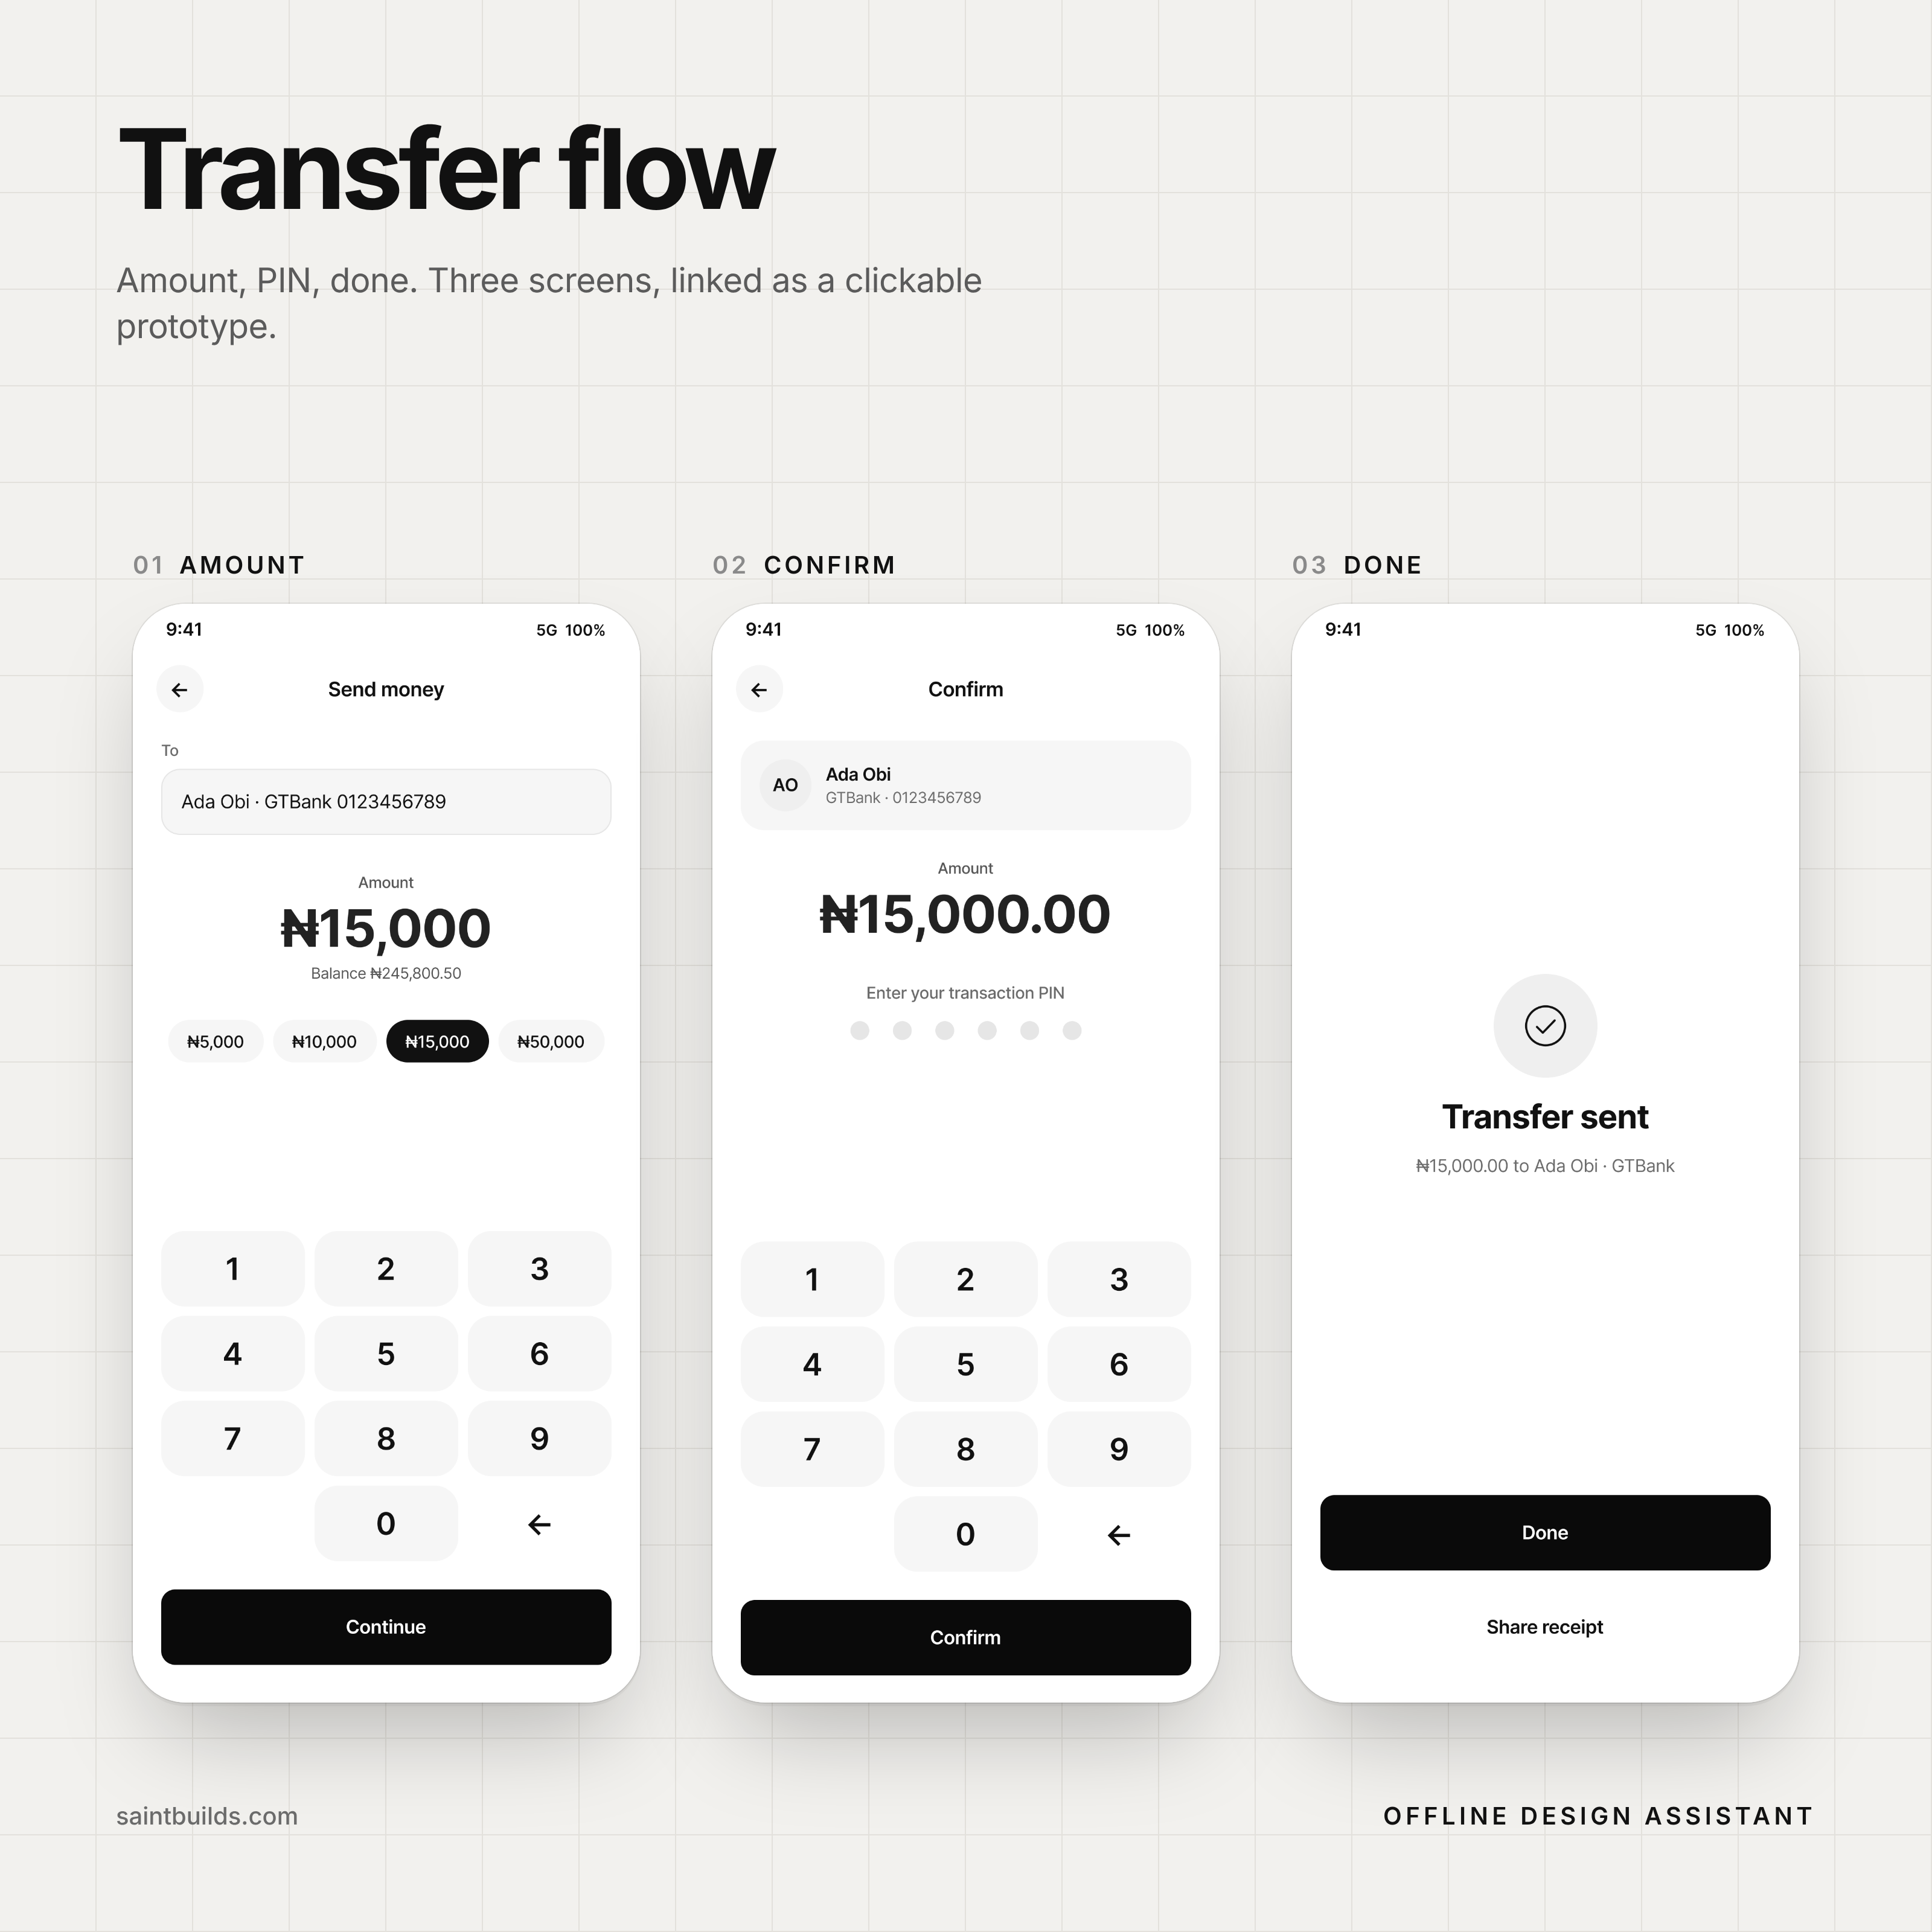 Transfer flow
Amount, PIN, done. Three screens, linked as a clickable
prototype.
01 AMOUNT
9:41 5G 100%
←
Send money
To
Ada Obi · GTBank 0123456789
Amount
₦15,000
Balance ₦245,800.50
₦5,000 ₦10,000 ₦15,000 ₦50,000
1 2 3
4 5 6
7 8 9
0 ←
Continue
02 CONFIRM
9:41 5G 100%
←
Confirm
AO
Ada Obi
GTBank · 0123456789
Amount
₦15,000.00
Enter your transaction PIN
1 2 3
4 5 6
7 8 9
0 ←
Confirm
03 DONE
9:41 5G 100%
Transfer sent
₦15,000.00 to Ada Obi · GTBank
Done
Share receipt
saintbuilds.com
OFFLINE DESIGN ASSISTANT